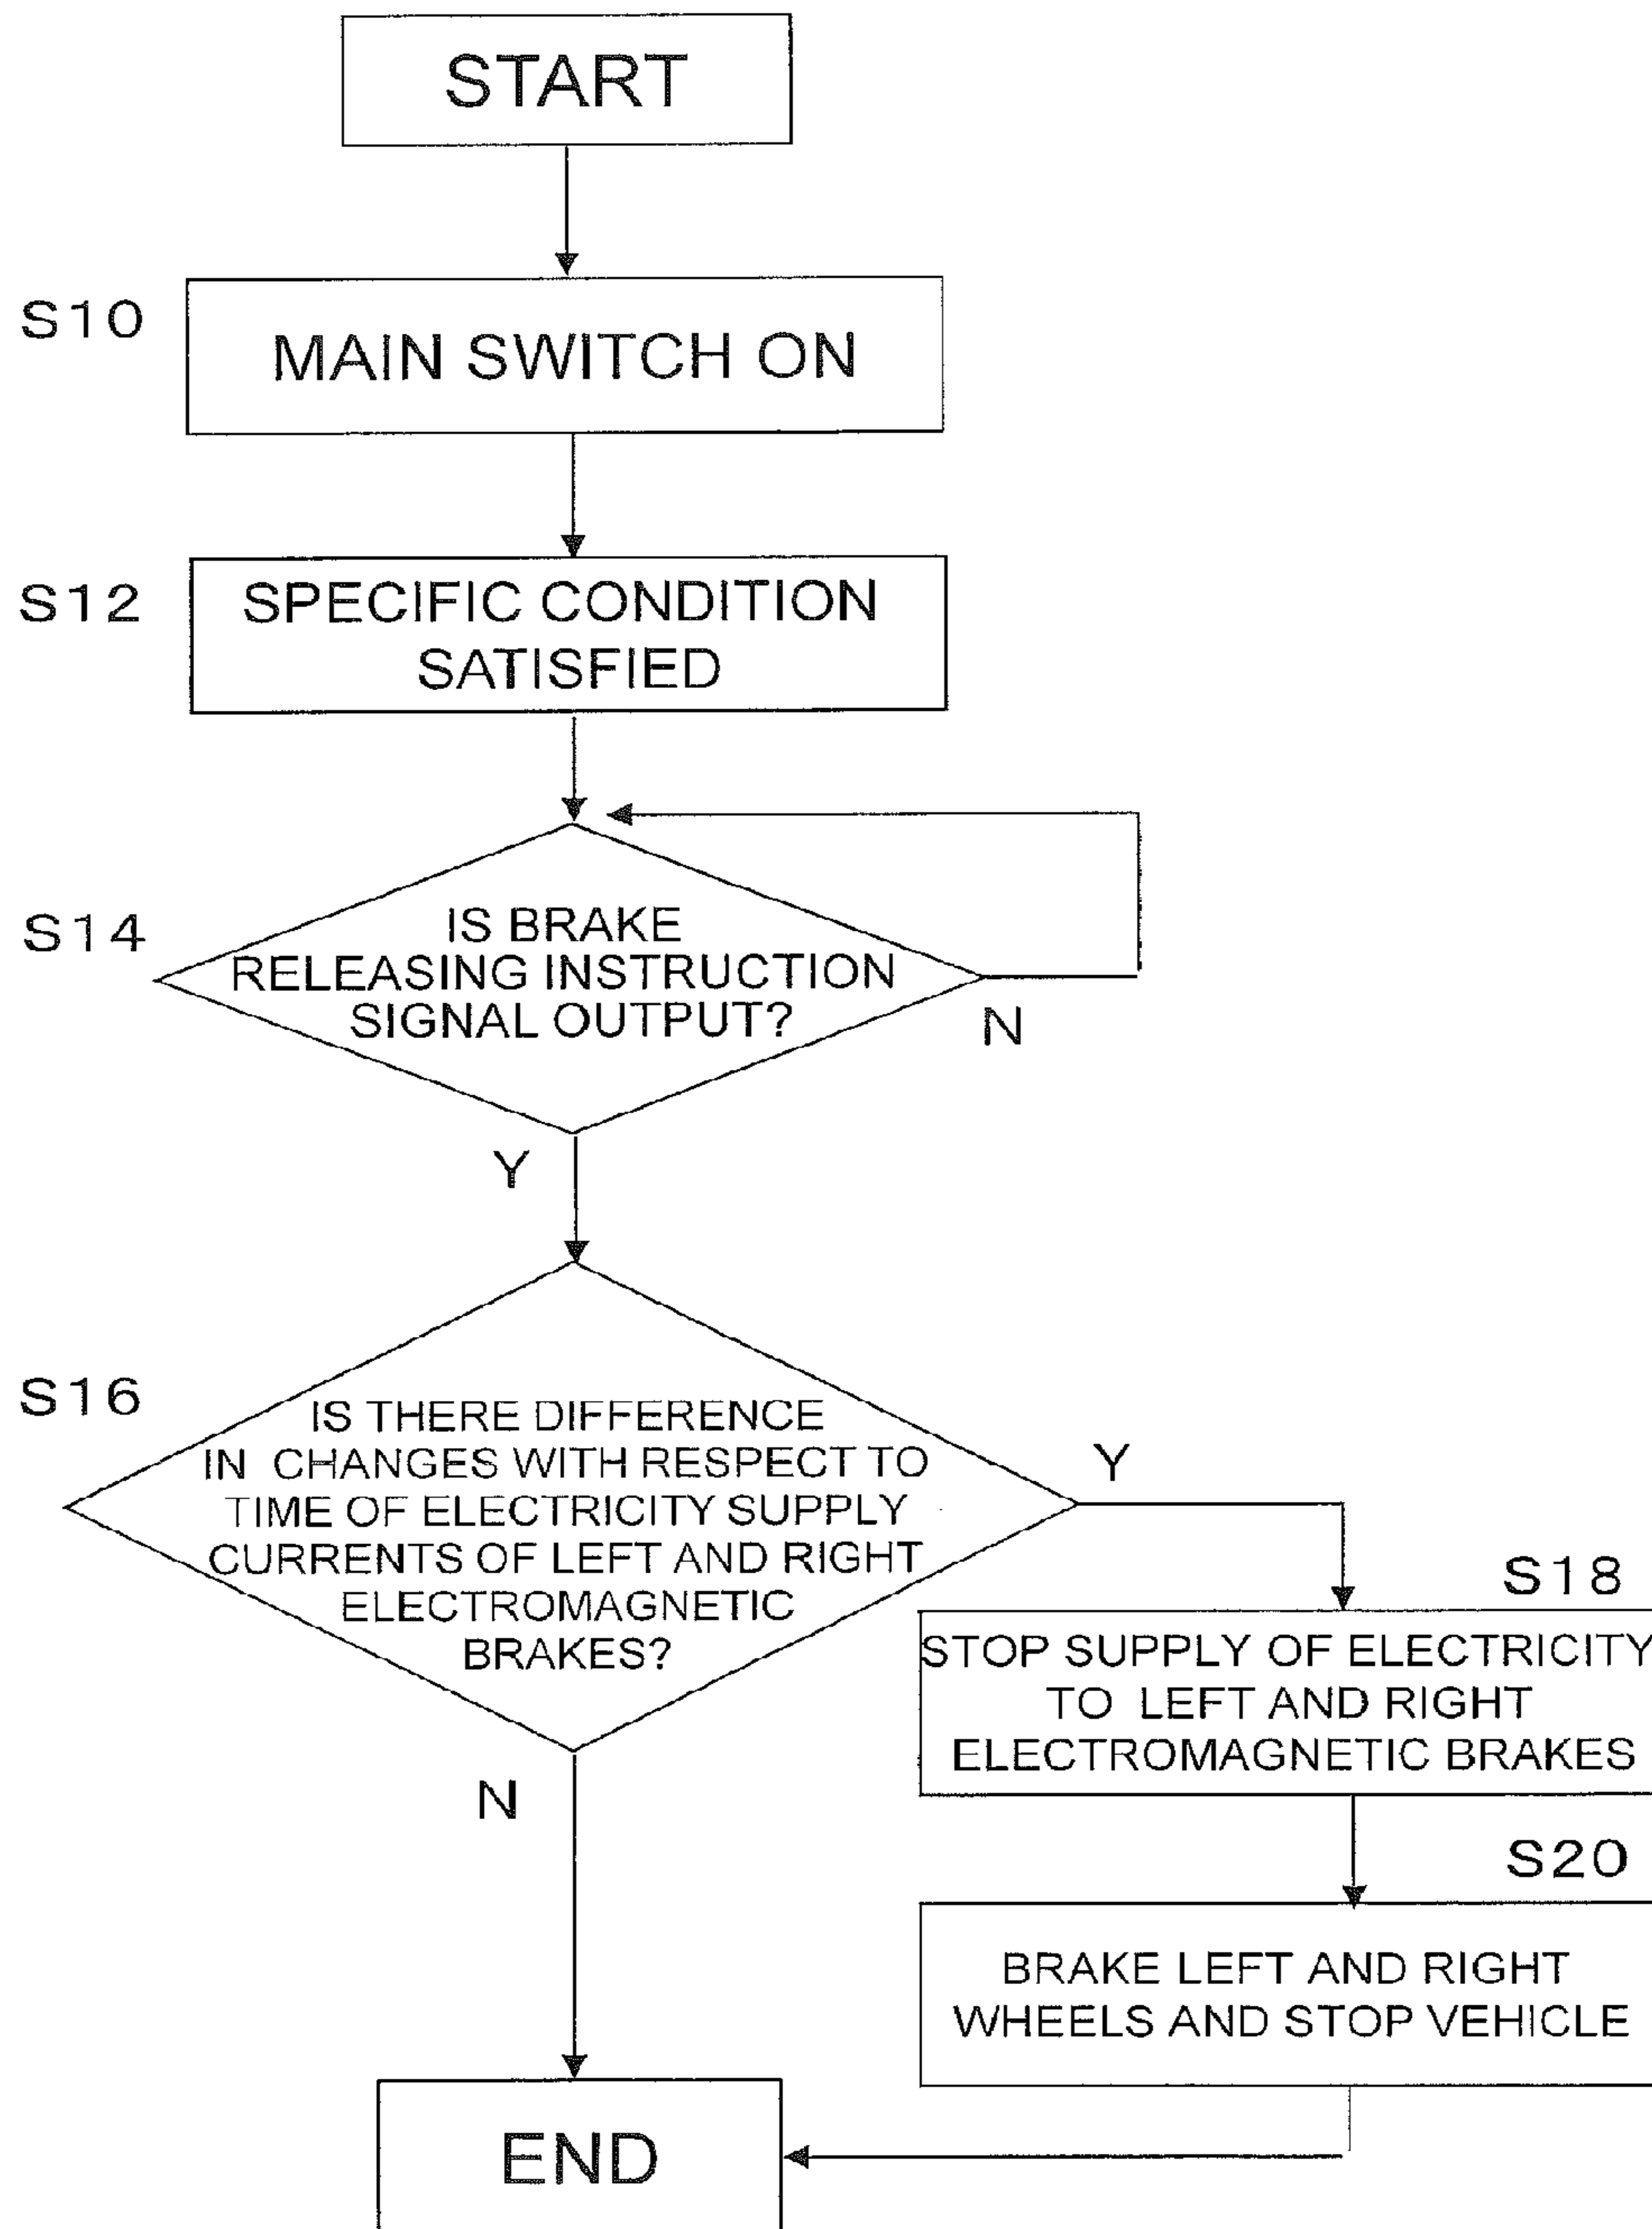 START
S10
MAIN SWITCH ON
S12
SPECIFIC CONDITION
SATISFIED
S14
IS BRAKE
RELEASING INSTRUCTION
SIGNAL OUTPUT?
N
Y
S16
IS THERE DIFFERENCE
IN CHANGES WITH RESPECT TO
TIME OF ELECTRICITY SUPPLY
CURRENTS OF LEFT AND RIGHT
ELECTROMAGNETIC
BRAKES?
Y
N
S18
STOP SUPPLY OF ELECTRICITY
TO LEFT AND RIGHT
ELECTROMAGNETIC BRAKES
S20
BRAKE LEFT AND RIGHT
WHEELS AND STOP VEHICLE
END